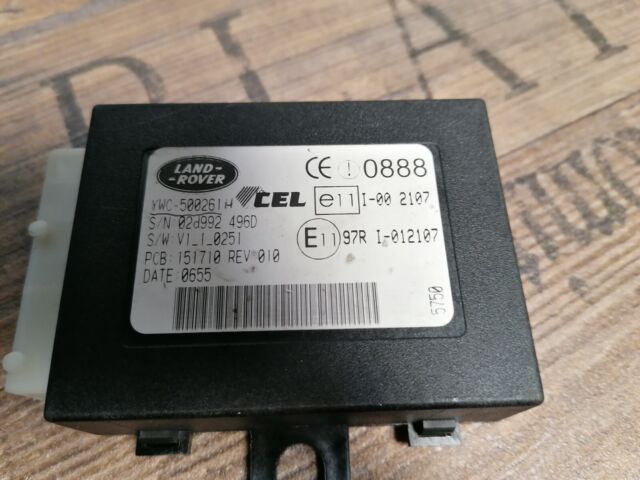 LAND-
-ROVER
CE ! 0888
YWC-500261H CEL e11 I-00 2107
S/N 02d992 496D
S/W: V1_1_0251
E11 97R I-012107
PCB: 151710 REV 010
DATE: 0655
5750